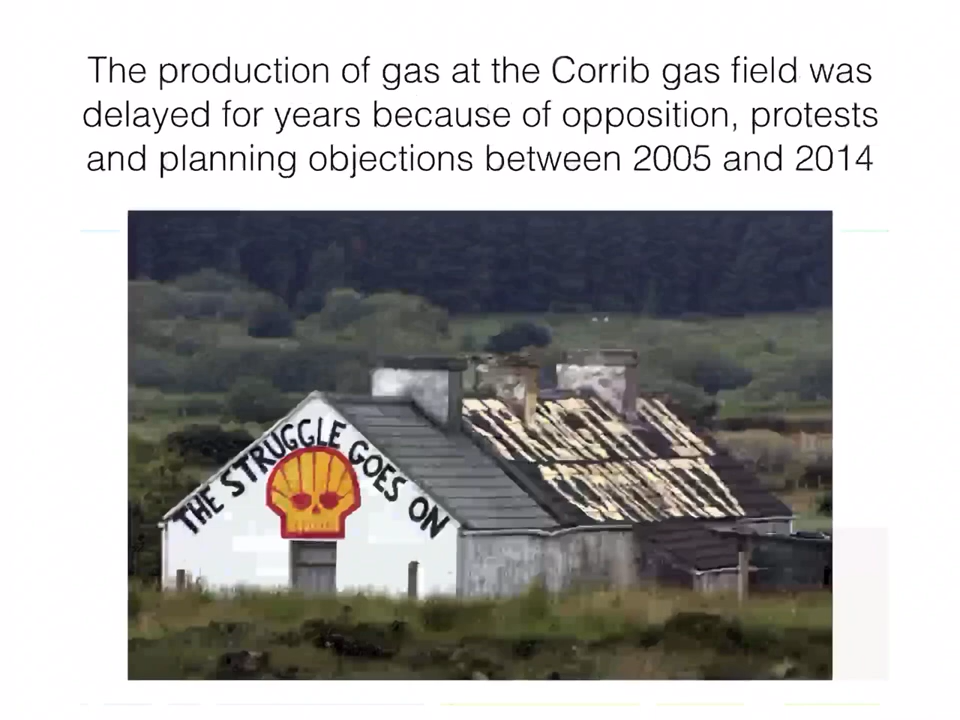 The production of gas at the Corrib gas field was
delayed for years because of opposition, protests
and planning objections between 2005 and 2014
THE STRUGGLE GOES ON